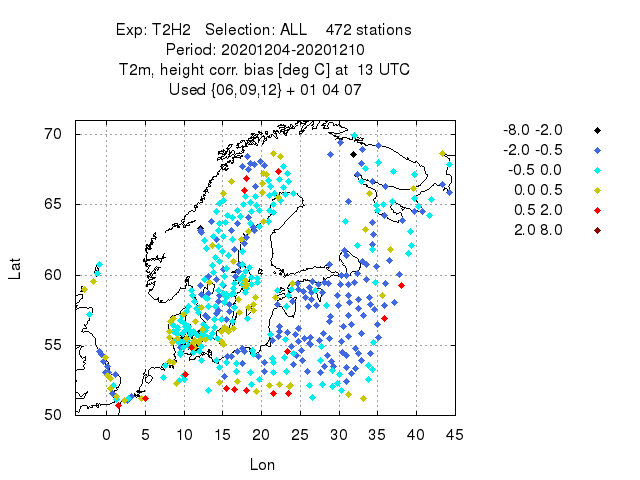 Exp: T2H2   Selection: ALL    472 stations
Period: 20201204-20201210
T2m, height corr. bias [deg C] at  13 UTC
Used {06,09,12} + 01 04 07
70
65
60
55
50
Lat
0 5 10 15 20 25 30 35 40 45
Lon
-8.0 -2.0
-2.0 -0.5
-0.5 0.0
0.0 0.5
0.5 2.0
2.0 8.0